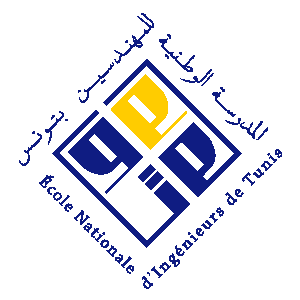 المدرسة الوطنية للمهندسين بتونس
École Nationale
d'Ingénieurs de Tunis